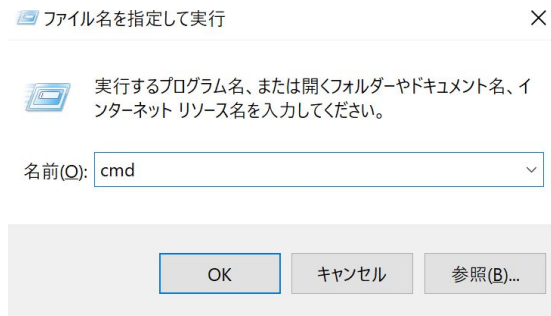 ファイル名を指定して実行
実行するプログラム名、または開くフォルダーやドキュメント名、イ
ンターネット リソース名を入力してください。
名前(O): cmd
OK キャンセル 参照(B)...